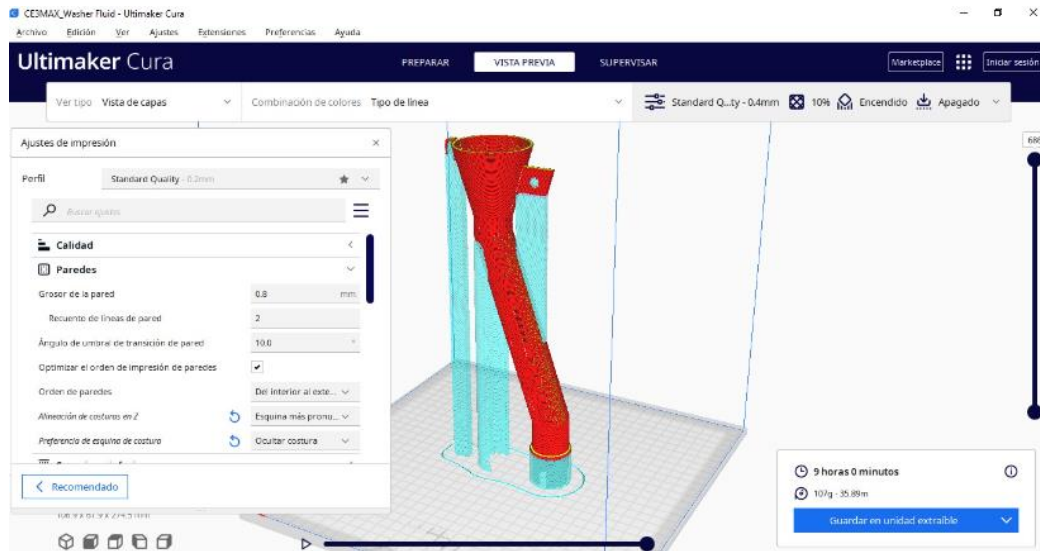 CE3MAX_Washer Fluid - Ultimaker Cura
Archivo Edición Ver Ajustes Extensiones Preferencias Ayuda
Ultimaker Cura PREPARAR VISTA PREVIA SUPERVISAR Marketplace Iniciar sesión
Ver tipo Vista de capas Combinación de colores Tipo de línea Standard Q...ty - 0.4mm 10% Encendido Apagado
Ajustes de impresión
Perfil Standard Quality - 0.2mm
Buscar ajustes
Calidad
Paredes
Grosor de la pared 0.8 mm
Recuento de líneas de pared 2
Ángulo de umbral de transición de pared 10.0 °
Optimizar el orden de impresión de paredes
Orden de paredes Del interior al exte...
Alineación de costuras en Z Esquina más pronu...
Preferencia de esquina de costura Ocultar costura
Recomendado
9 horas 0 minutos
107g - 35.89m
Guardar en unidad extraíble